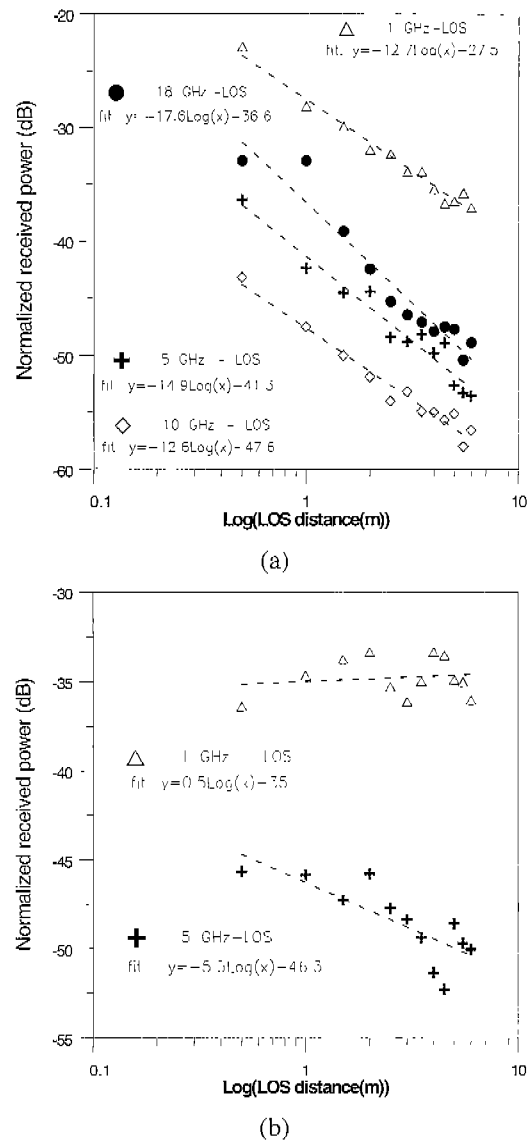 -20
-30
-40
-50
-60
Normalized received power (dB)
1 GHz-LOS
fit. y=−12.7Log(x)−27.5
18 GHz -LOS
fit y=−17.6Log(x)−36.6
5 GHz - LOS
fit y=−14.9Log(x)−41.3
10 GHz - LOS
fit y=−12.6Log(x)−47.6
0.1
1
10
Log(LOS distance(m))
(a)
-30
-35
-40
-45
-50
-55
Normalized received power (dB)
1 GHz - LOS
fit y=0.5Log(x)−35
5 GHz-LOS
fit
0.1
1
10
Log(LOS distance(m))
(b)